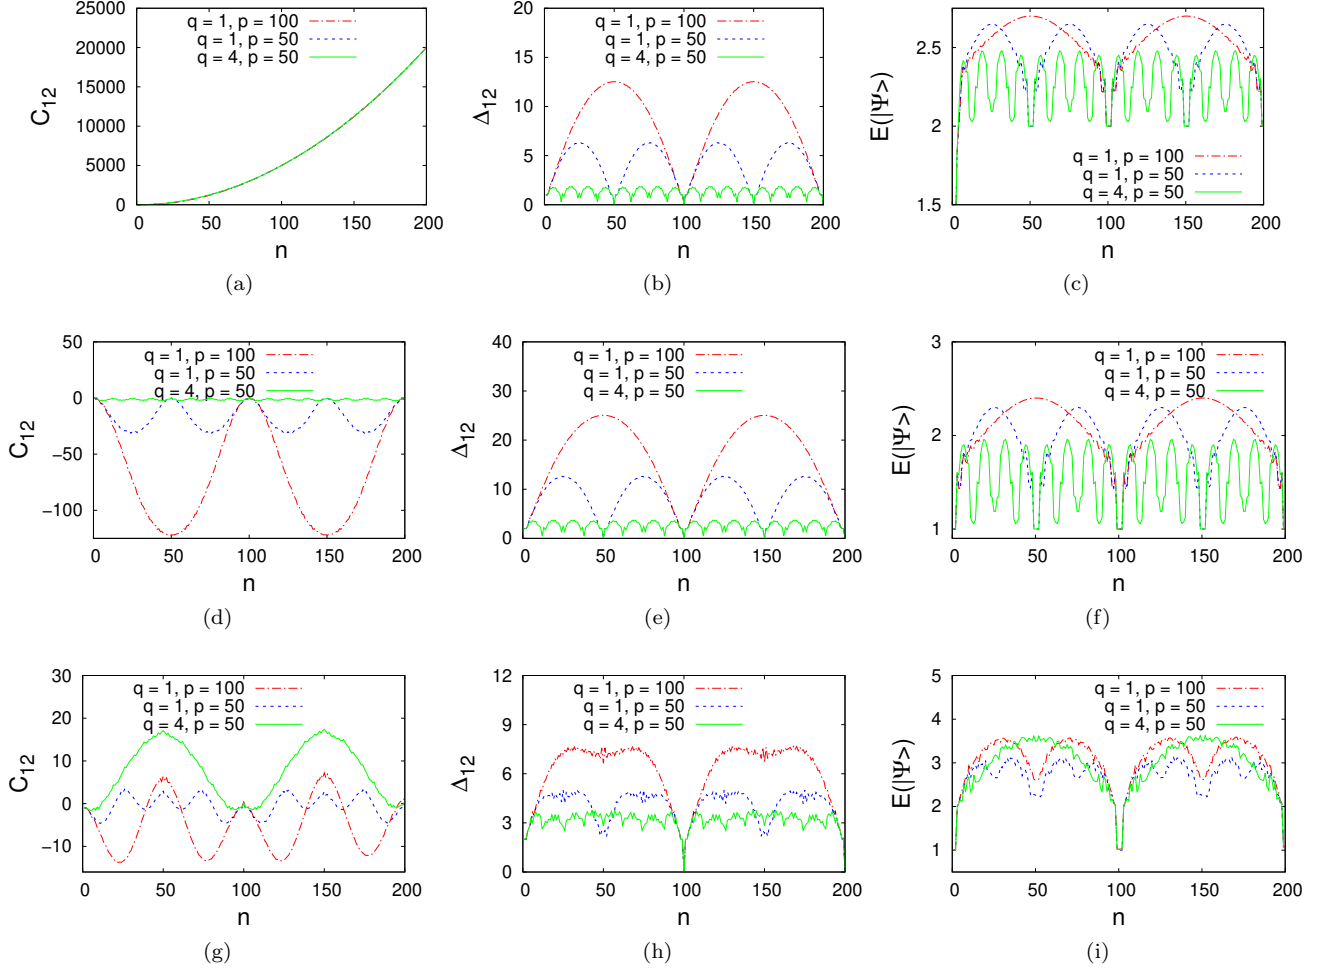 C12
25000
20000
15000
10000
5000
0
0 50 100 150 200
n
q = 1, p = 100
q = 1, p = 50
q = 4, p = 50
(a)
Δ12
20
15
10
5
0
0 50 100 150 200
n
q = 1, p = 100
q = 1, p = 50
q = 4, p = 50
(b)
E(|Ψ>)
2.5
2
1.5
0 50 100 150 200
n
q = 1, p = 100
q = 1, p = 50
q = 4, p = 50
(c)
C12
50
0
−50
−100
0 50 100 150 200
n
q = 1, p = 100
q = 1, p = 50
q = 4, p = 50
(d)
Δ12
40
30
20
10
0
0 50 100 150 200
n
q = 1, p = 100
q = 1, p = 50
q = 4, p = 50
(e)
E(|Ψ>)
3
2
1
0 50 100 150 200
n
q = 1, p = 100
q = 1, p = 50
q = 4, p = 50
(f)
C12
30
20
10
0
−10
0 50 100 150 200
n
q = 1, p = 100
q = 1, p = 50
q = 4, p = 50
(g)
Δ12
12
9
6
3
0
0 50 100 150 200
n
q = 1, p = 100
q = 1, p = 50
q = 4, p = 50
(h)
E(|Ψ>)
5
4
3
2
1
0 50 100 150 200
n
q = 1, p = 100
q = 1, p = 50
q = 4, p = 50
(i)